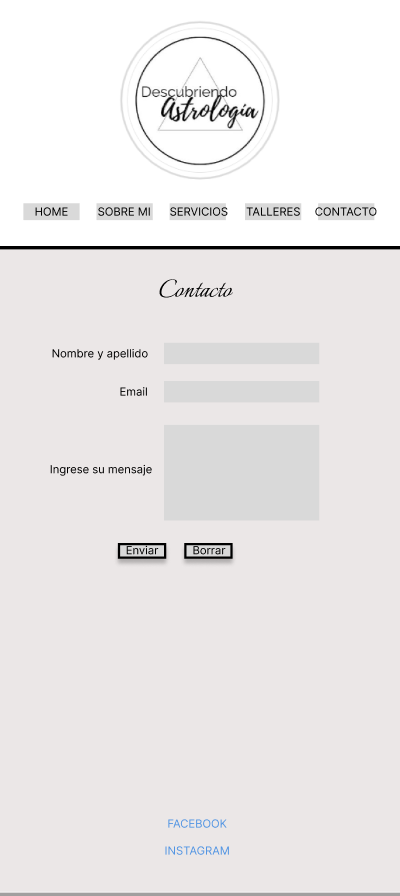 Descubriendo
Astrología
HOME SOBRE MI SERVICIOS TALLERES CONTACTO
Contacto
Nombre y apellido
Email
Ingrese su mensaje
Enviar Borrar
FACEBOOK
INSTAGRAM